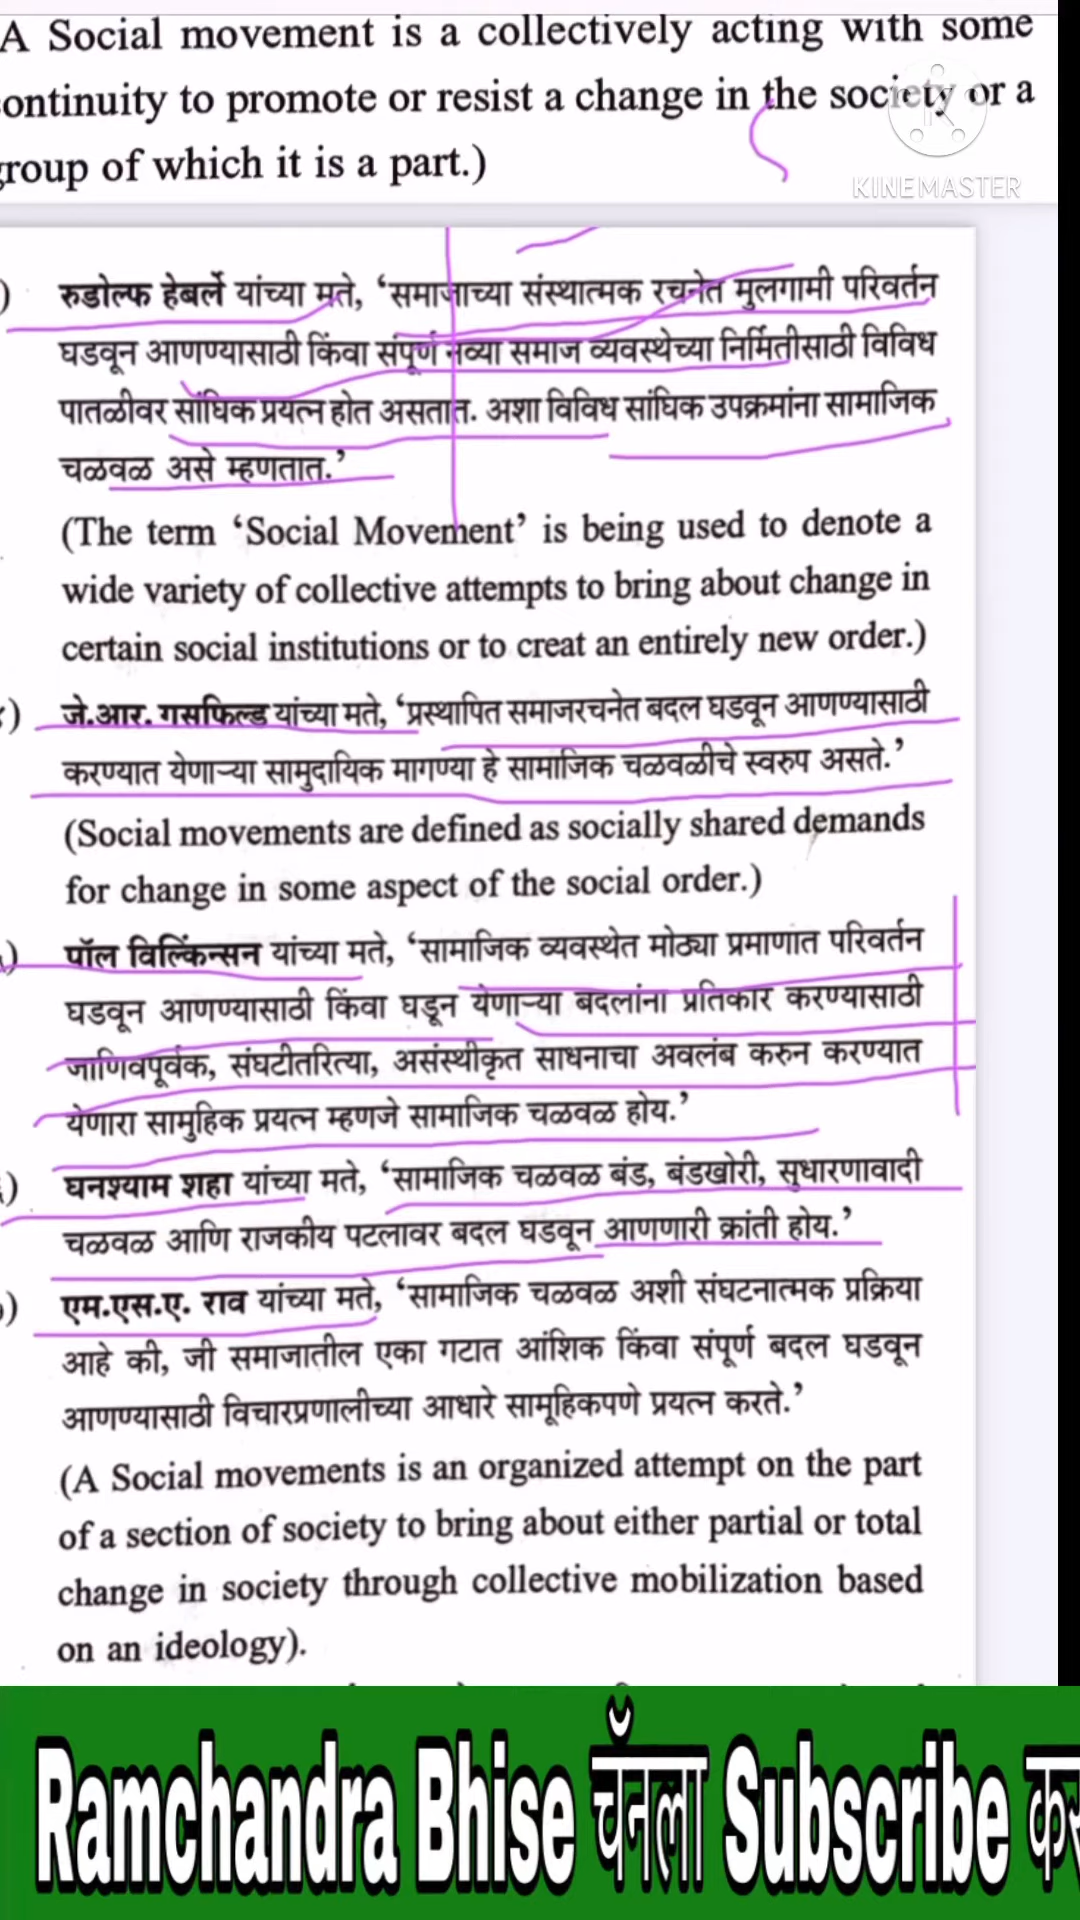 A Social movement is a collectively acting with some
ontinuity to promote or resist a change in the society or a
group of which it is a part.)
KINEMASTER
) रुडोल्फ हेबर्ले यांच्या मते, ‘समाजाच्या संस्थात्मक रचनेत मुलगामी परिवर्तन
घडवून आणण्यासाठी किंवा संपूर्ण नव्या समाज व्यवस्थेच्या निर्मितीसाठी विविध
पातळीवर सांघिक प्रयत्न होत असतात. अशा विविध सांघिक उपक्रमांना सामाजिक
चळवळ असे म्हणतात.’
(The term ‘Social Movement’ is being used to denote a
wide variety of collective attempts to bring about change in
certain social institutions or to creat an entirely new order.)
) जे.आर. गसफिल्ड यांच्या मते, ‘प्रस्थापित समाजरचनेत बदल घडवून आणण्यासाठी
करण्यात येणाऱ्या सामुदायिक मागण्या हे सामाजिक चळवळीचे स्वरुप असते.’
(Social movements are defined as socially shared demands
for change in some aspect of the social order.)
) पॉल विल्किंन्सन यांच्या मते, ‘सामाजिक व्यवस्थेत मोठ्या प्रमाणात परिवर्तन
घडवून आणण्यासाठी किंवा घडून येणाऱ्या बदलांना प्रतिकार करण्यासाठी
जाणिवपूर्वक, संघटीतरित्या, असंस्थीकृत साधनाचा अवलंब करुन करण्यात
येणारा सामुहिक प्रयत्न म्हणजे सामाजिक चळवळ होय.’
) घनश्याम शहा यांच्या मते, ‘सामाजिक चळवळ बंड, बंडखोरी, सुधारणावादी
चळवळ आणि राजकीय पटलावर बदल घडवून आणणारी क्रांती होय.’
) एम.एस.ए. राव यांच्या मते, ‘सामाजिक चळवळ अशी संघटनात्मक प्रक्रिया
आहे की, जी समाजातील एका गटात आंशिक किंवा संपूर्ण बदल घडवून
आणण्यासाठी विचारप्रणालीच्या आधारे सामूहिकपणे प्रयत्न करते.’
(A Social movements is an organized attempt on the part
of a section of society to bring about either partial or total
change in society through collective mobilization based
on an ideology).
Ramchandra Bhise चॅनला Subscribe